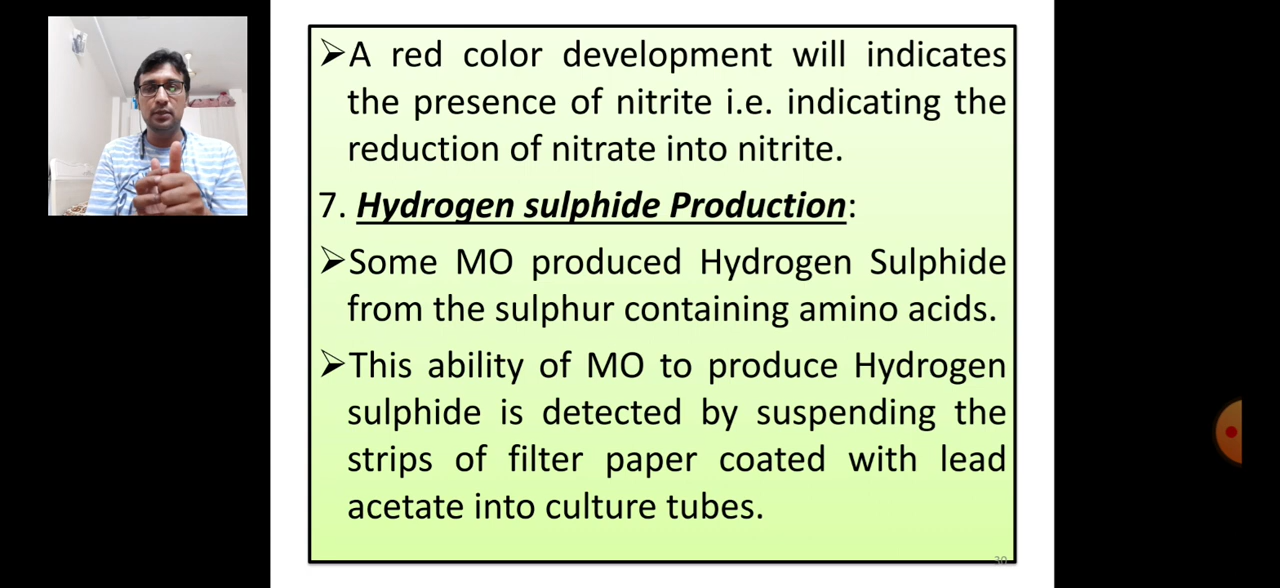 ➢A red color development will indicates
the presence of nitrite i.e. indicating the
reduction of nitrate into nitrite.
7. Hydrogen sulphide Production:
➢Some MO produced Hydrogen Sulphide
from the sulphur containing amino acids.
➢This ability of MO to produce Hydrogen
sulphide is detected by suspending the
strips of filter paper coated with lead
acetate into culture tubes.
30